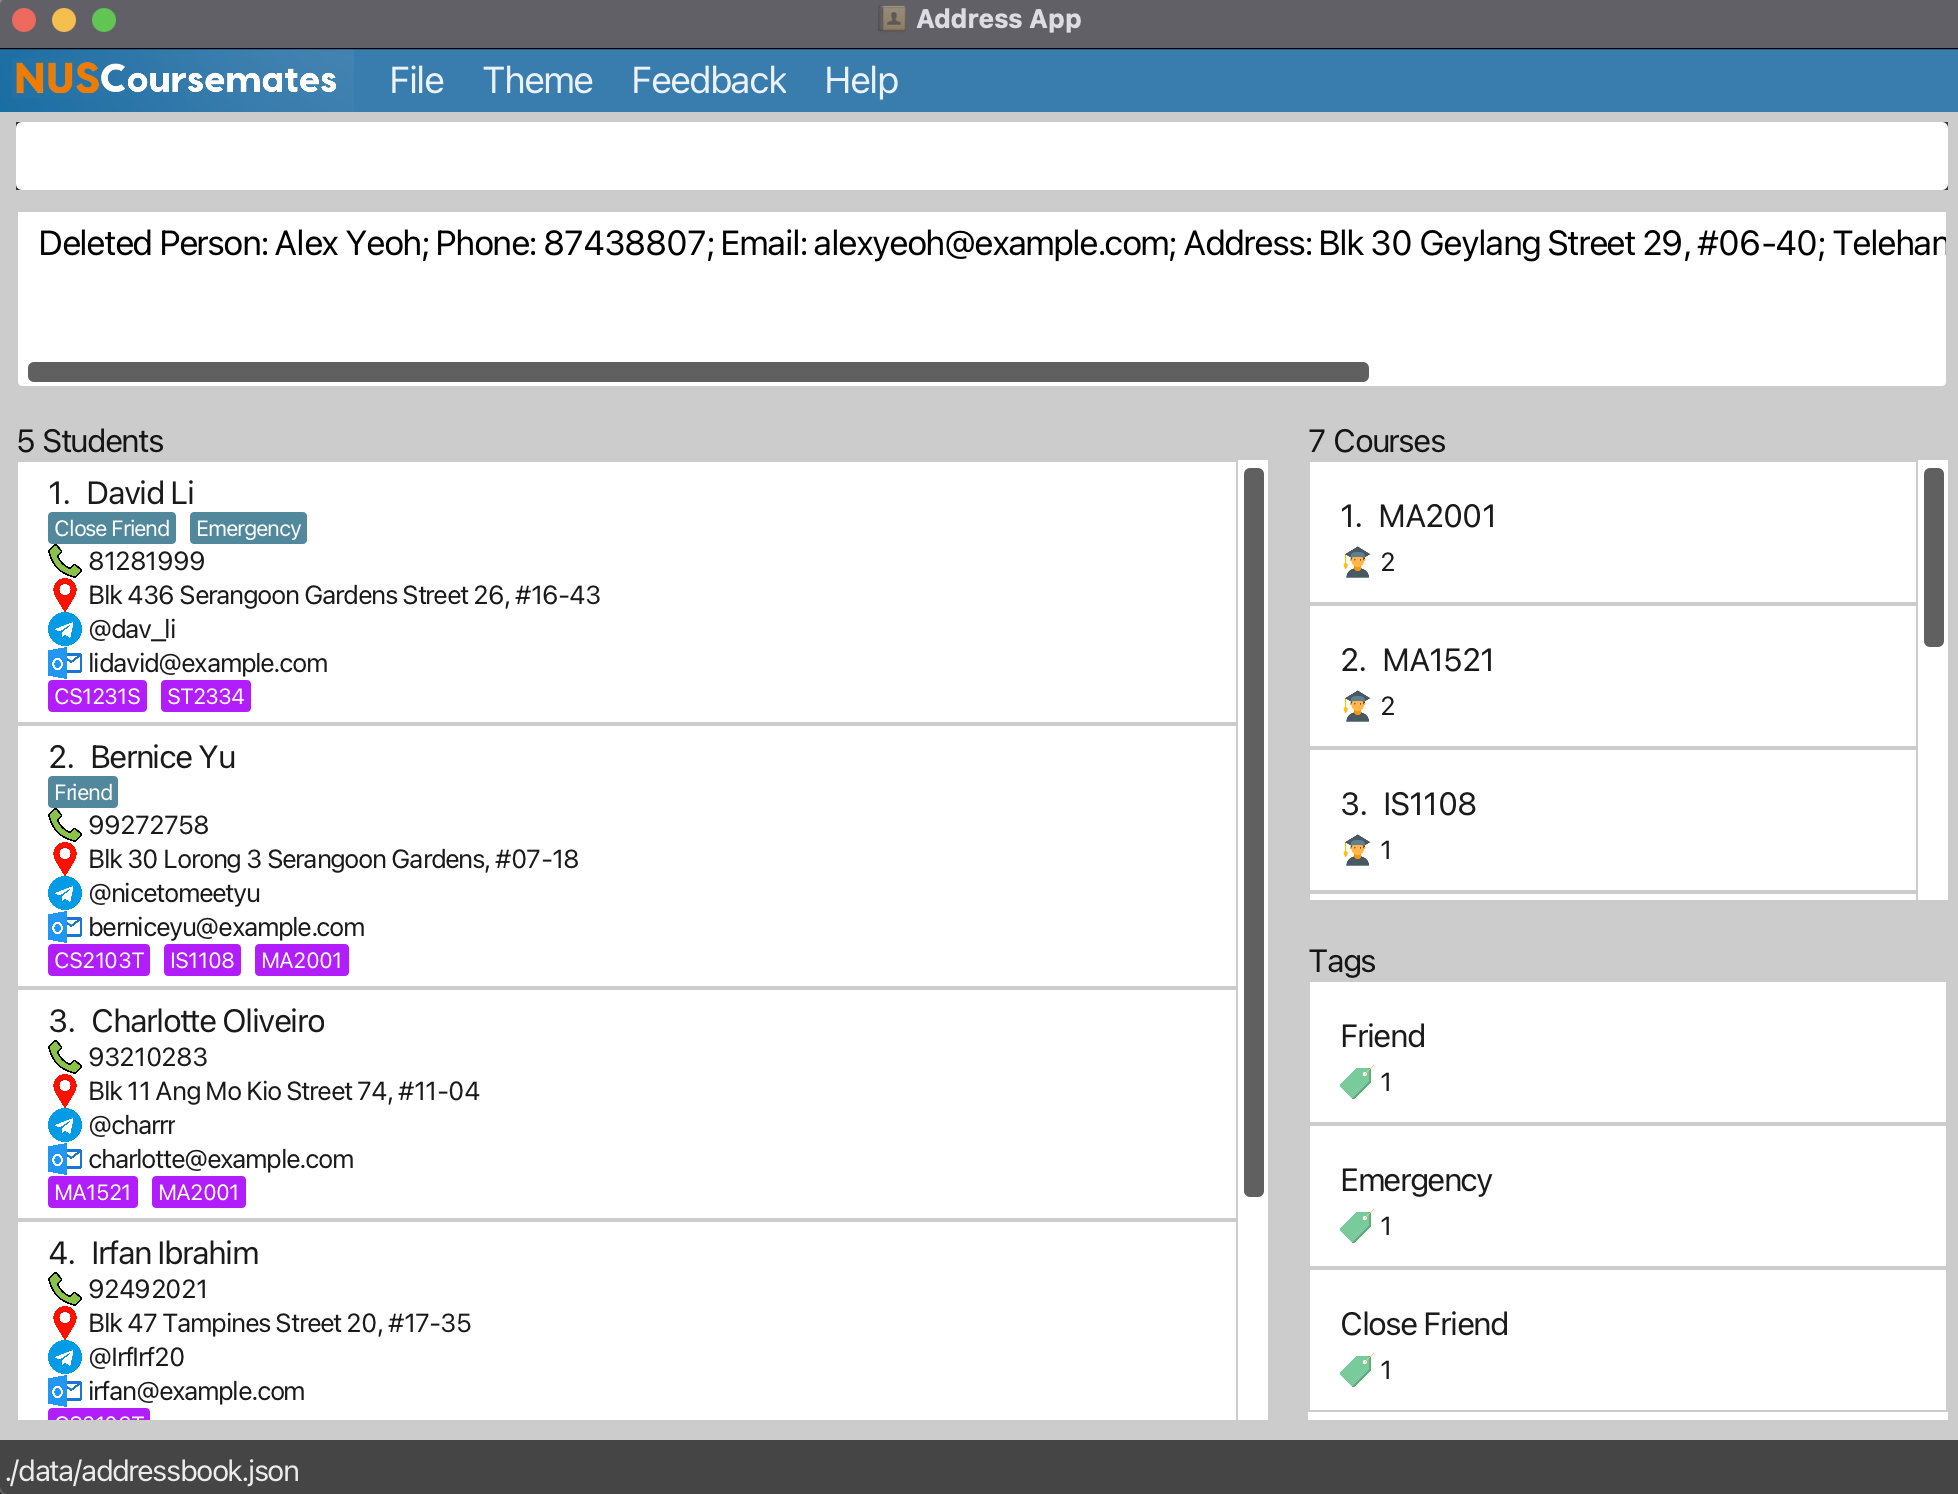 Address App
NUSCoursemates File Theme Feedback Help
Deleted Person: Alex Yeoh; Phone: 87438807; Email: alexyeoh@example.com; Address: Blk 30 Geylang Street 29, #06-40; Telehan
5 Students
1. David Li
Close Friend Emergency
81281999
Blk 436 Serangoon Gardens Street 26, #16-43
@dav_li
lidavid@example.com
CS1231S ST2334
2. Bernice Yu
Friend
99272758
Blk 30 Lorong 3 Serangoon Gardens, #07-18
@nicetomeetyu
berniceyu@example.com
CS2103T IS1108 MA2001
3. Charlotte Oliveiro
93210283
Blk 11 Ang Mo Kio Street 74, #11-04
@charrr
charlotte@example.com
MA1521 MA2001
4. Irfan Ibrahim
92492021
Blk 47 Tampines Street 20, #17-35
@IrfIrf20
irfan@example.com
7 Courses
1. MA2001
2
2. MA1521
2
3. IS1108
1
Tags
Friend
1
Emergency
1
Close Friend
1
./data/addressbook.json